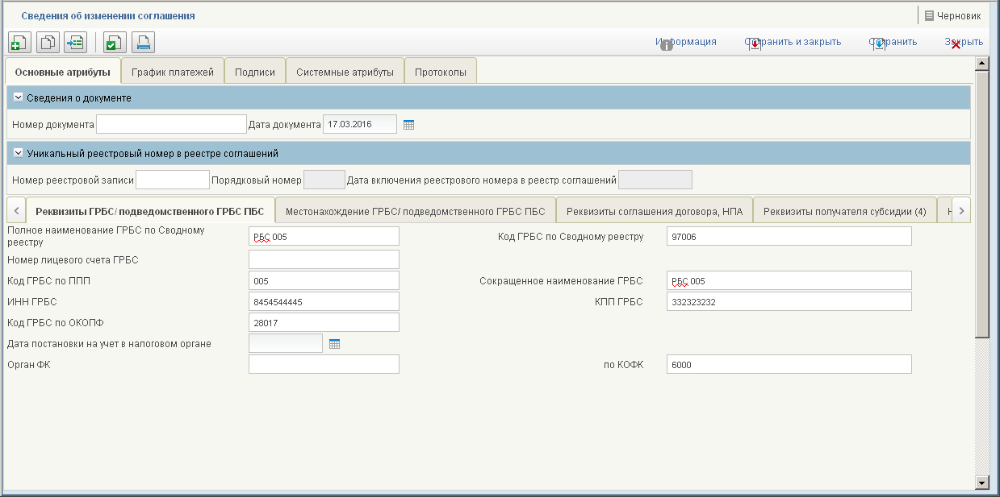 Сведения об изменении соглашения
Черновик
Информация Сохранить и закрыть Сохранить Закрыть
Основные атрибуты График платежей Подписи Системные атрибуты Протоколы
Сведения о документе
Номер документа Дата документа 17.03.2016
Уникальный реестровый номер в реестре соглашений
Номер реестровой записи Порядковый номер Дата включения реестрового номера в реестр соглашений
Реквизиты ГРБС/ подведомственного ГРБС ПБС Местонахождение ГРБС/ подведомственного ГРБС ПБС Реквизиты соглашения договора, НПА Реквизиты получателя субсидии (4)
Полное наименование ГРБС по Сводному
реестру
РБС 005 Код ГРБС по Сводному реестру 97006
Номер лицевого счета ГРБС
Код ГРБС по ППП 005 Сокращенное наименование ГРБС РБС 005
ИНН ГРБС 8454544445 КПП ГРБС 332323232
Код ГРБС по ОКОПФ 28017
Дата постановки на учет в налоговом органе
Орган ФК по КОФК 6000